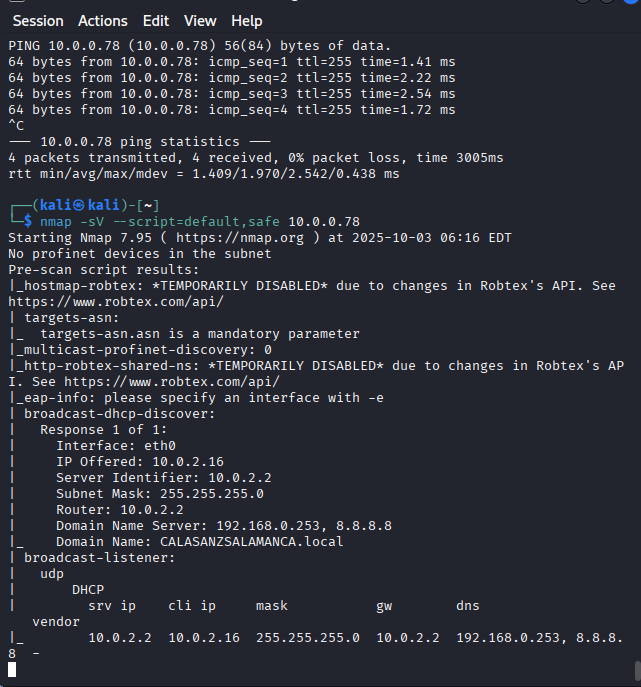 Session Actions Edit View Help
PING 10.0.0.78 (10.0.0.78) 56(84) bytes of data.
64 bytes from 10.0.0.78: icmp_seq=1 ttl=255 time=1.41 ms
64 bytes from 10.0.0.78: icmp_seq=2 ttl=255 time=2.22 ms
64 bytes from 10.0.0.78: icmp_seq=3 ttl=255 time=2.54 ms
64 bytes from 10.0.0.78: icmp_seq=4 ttl=255 time=1.72 ms
^C
--- 10.0.0.78 ping statistics ---
4 packets transmitted, 4 received, 0% packet loss, time 3005ms
rtt min/avg/max/mdev = 1.409/1.970/2.542/0.438 ms

┌──(kali㉿kali)-[~]
└─$ nmap -sV --script=default,safe 10.0.0.78
Starting Nmap 7.95 ( https://nmap.org ) at 2025-10-03 06:16 EDT
No profinet devices in the subnet
Pre-scan script results:
|_hostmap-robtex: *TEMPORARILY DISABLED* due to changes in Robtex's API. See
https://www.robtex.com/api/
| targets-asn:
|_  targets-asn.asn is a mandatory parameter
|_multicast-profinet-discovery: 0
|_http-robtex-shared-ns: *TEMPORARILY DISABLED* due to changes in Robtex's AP
I. See https://www.robtex.com/api/
|_eap-info: please specify an interface with -e
| broadcast-dhcp-discover:
|   Response 1 of 1:
|     Interface: eth0
|     IP Offered: 10.0.2.16
|     Server Identifier: 10.0.2.2
|     Subnet Mask: 255.255.255.0
|     Router: 10.0.2.2
|     Domain Name Server: 192.168.0.253, 8.8.8.8
|_    Domain Name: CALASANZSALAMANCA.local
| broadcast-listener:
|   udp
|       DHCP
|         srv ip    cli ip     mask           gw        dns
   vendor
|_        10.0.2.2  10.0.2.16  255.255.255.0  10.0.2.2  192.168.0.253, 8.8.8.
8  -